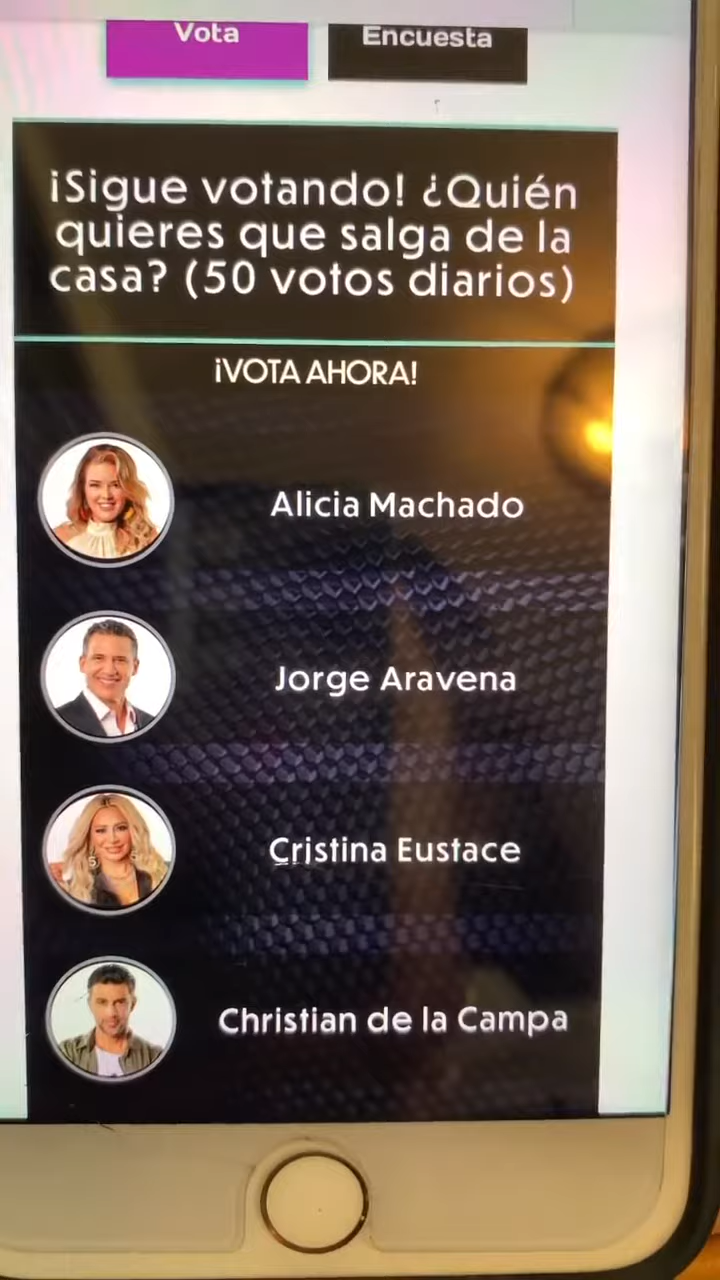 Vota
Encuesta
¡Sigue votando! ¿Quién
quieres que salga de la
casa? (50 votos diarios)
¡VOTA AHORA!
Alicia Machado
Jorge Aravena
Cristina Eustace
Christian de la Campa